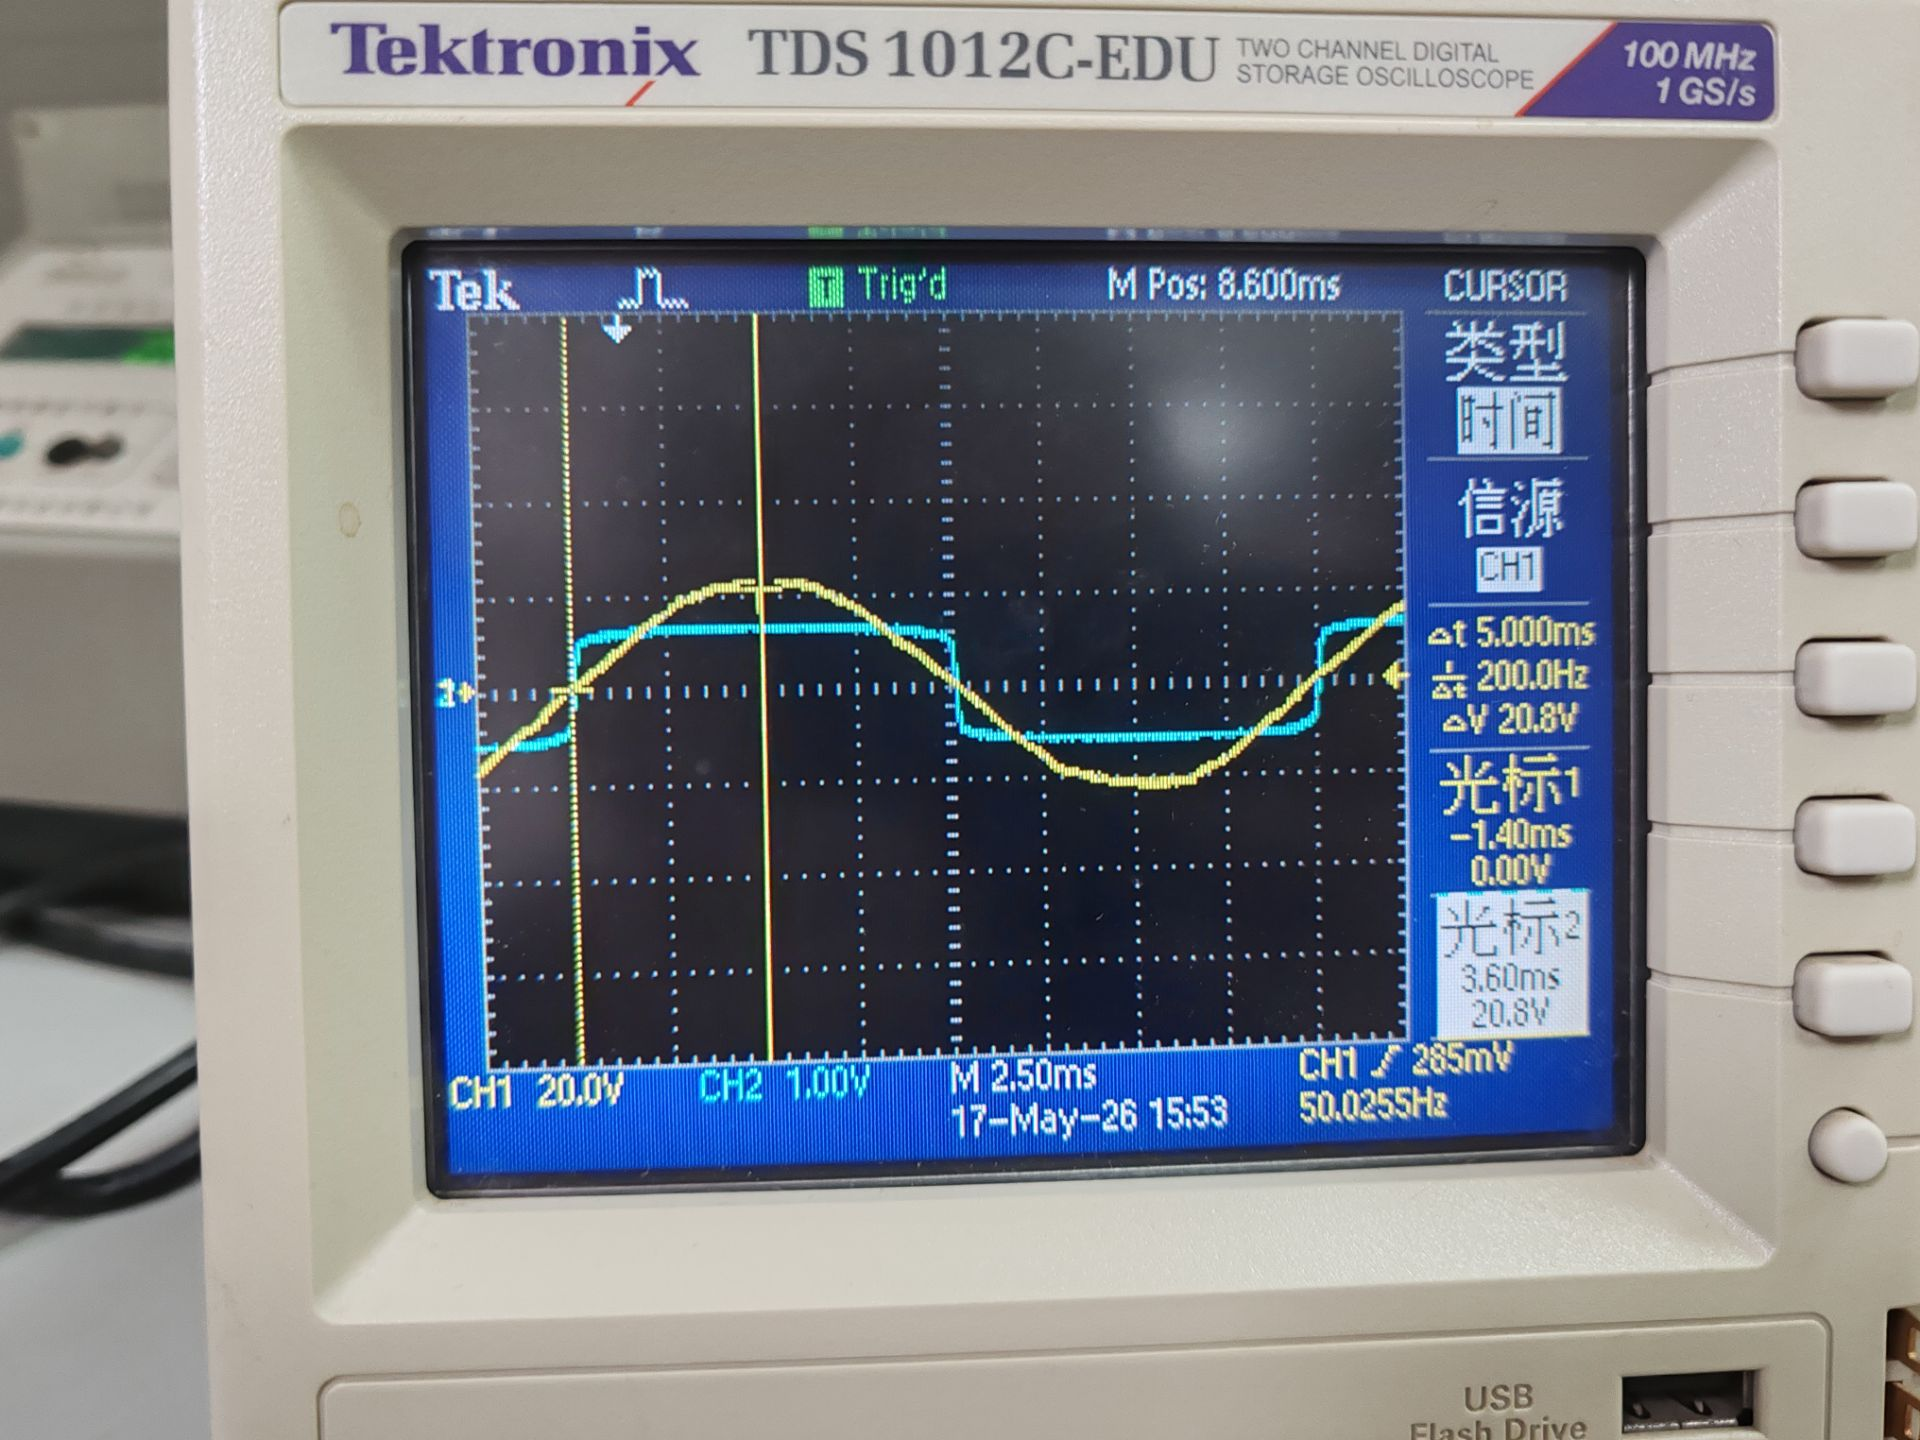 Tektronix TDS 1012C-EDU TWO CHANNEL DIGITAL STORAGE OSCILLOSCOPE 100 MHz 1 GS/s
Tek T Trig'd M Pos: 8.600ms CURSOR
类型
时间
信源
CH1
Δt 5.000ms
1/Δt 200.0Hz
ΔV 20.8V
光标1
-1.40ms
0.00V
光标2
3.60ms
20.8V
CH1 20.0V CH2 1.00V M 2.50ms CH1 285mV
17-May-26 15:53 50.0255Hz
USB
Flash Drive